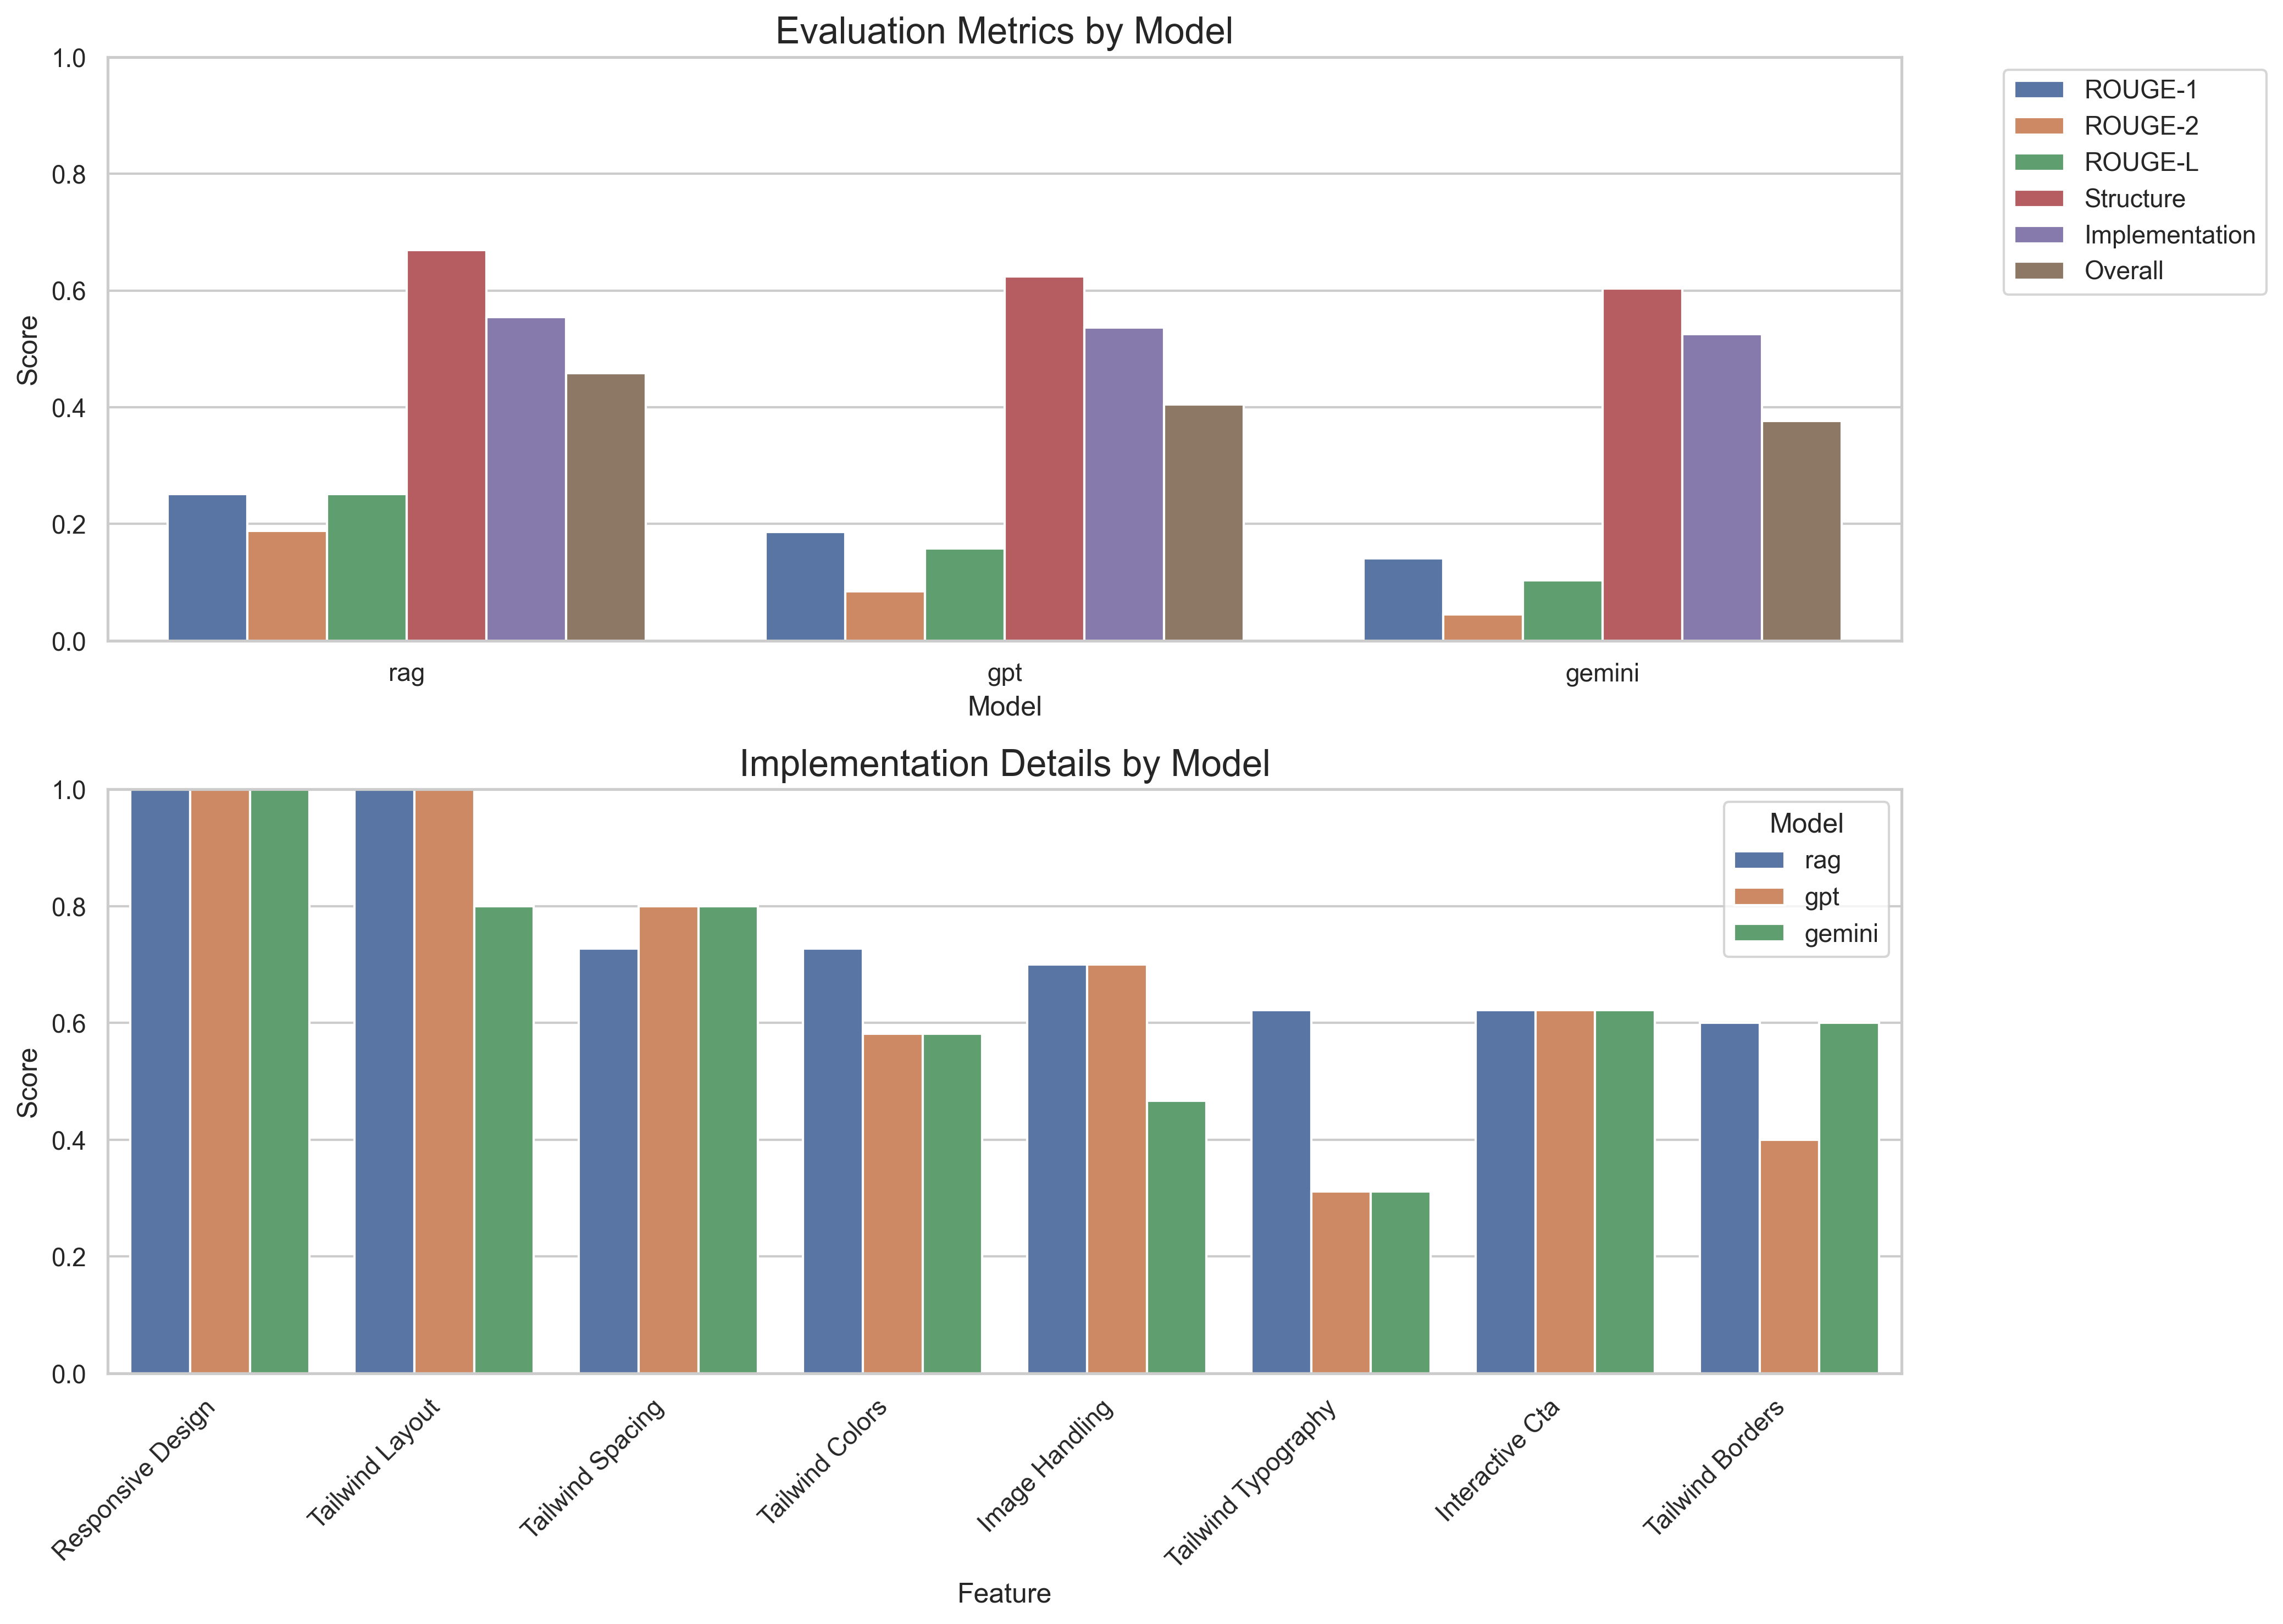 Evaluation Metrics by Model
1.0
0.8
0.6
0.4
0.2
0.0
Score
rag
gpt
gemini
Model
ROUGE-1
ROUGE-2
ROUGE-L
Structure
Implementation
Overall
Implementation Details by Model
1.0
0.8
0.6
0.4
0.2
0.0
Score
Model
rag
gpt
gemini
Responsive Design
Tailwind Layout
Tailwind Spacing
Tailwind Colors
Image Handling
Tailwind Typography
Interactive Cta
Tailwind Borders
Feature